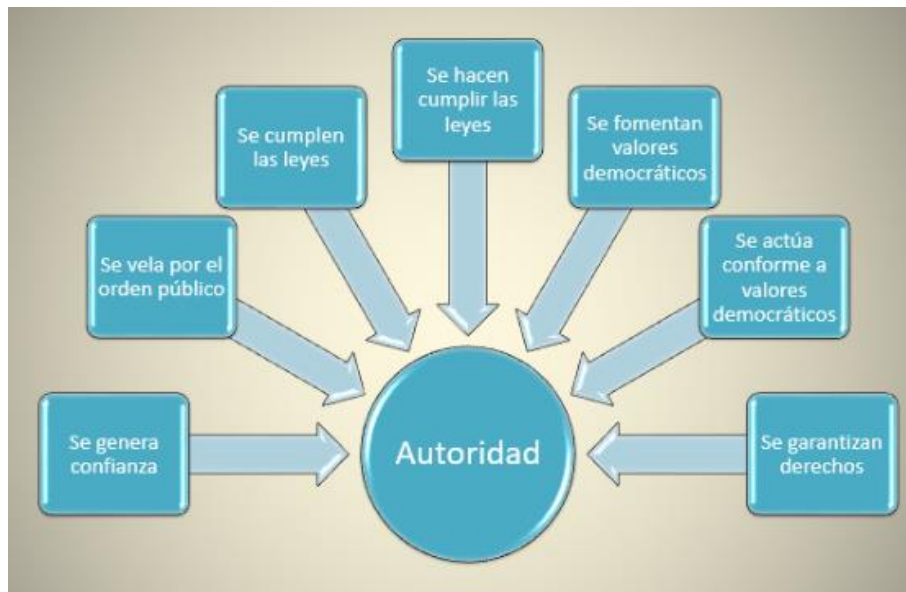 Se genera
confianza
Se vela por el
orden público
Se cumplen
las leyes
Se hacen
cumplir las
leyes
Se fomentan
valores
democráticos
Se actúa
conforme a
valores
democráticos
Se garantizan
derechos
Autoridad